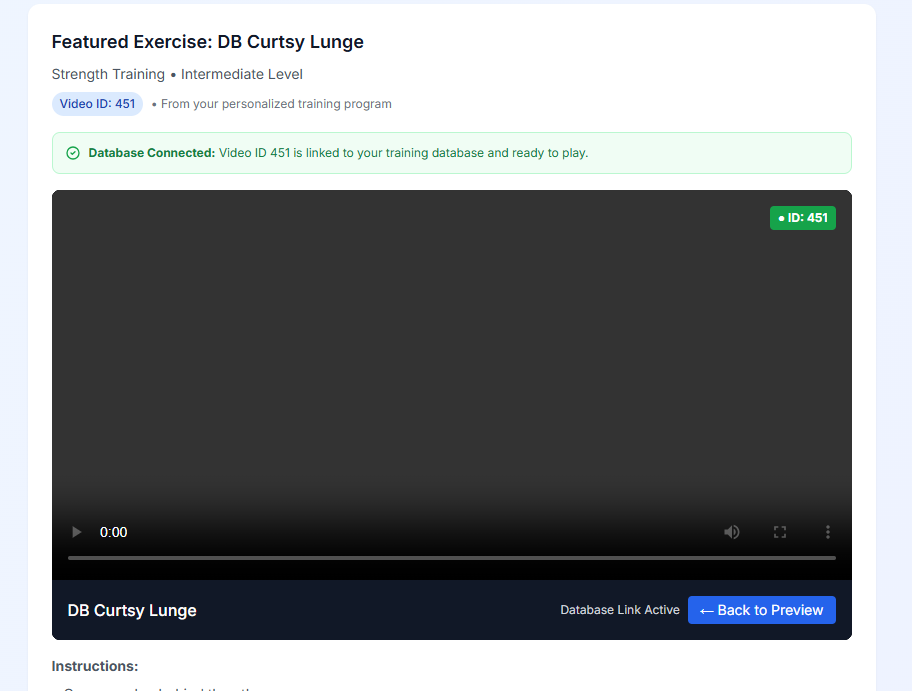 Featured Exercise: DB Curtsy Lunge
Strength Training • Intermediate Level
Video ID: 451 • From your personalized training program
Database Connected: Video ID 451 is linked to your training database and ready to play.
● ID: 451
0:00
DB Curtsy Lunge
Database Link Active
← Back to Preview
Instructions: